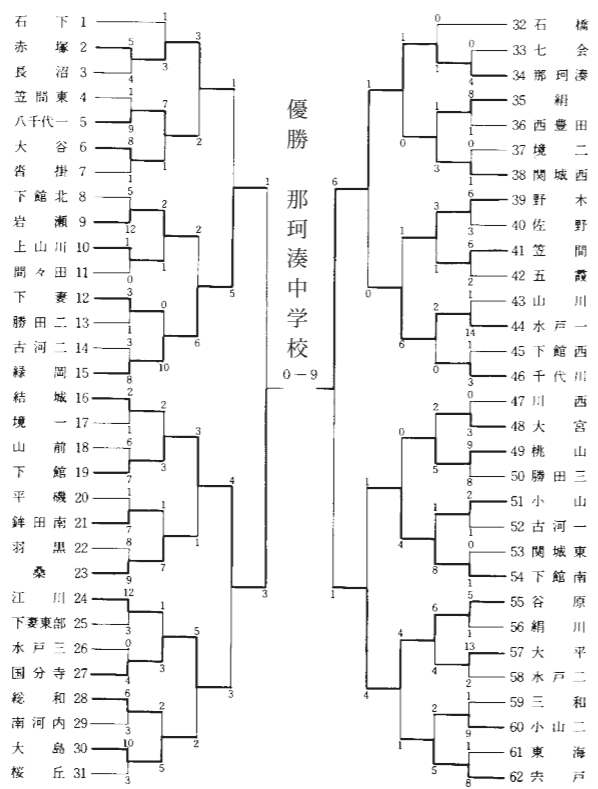 石下 1
赤塚 2
長沼 3
笠間東 4
八千代一 5
大谷 6
沓掛 7
下館北 8
岩瀬 9
上山川 10
間々田 11
下妻 12
勝田二 13
古河二 14
緑岡 15
結城 16
境一 17
山前 18
下館 19
平磯 20
鉾田南 21
羽黒 22
桑 23
江川 24
下妻東部 25
水戸三 26
国分寺 27
総和 28
南河内 29
大島 30
桜丘 31
優勝 那珂湊中学校
0-9
32 石橋
33 七会
34 那珂湊
35 絹
36 西豊田
37 境二
38 関城西
39 野木
40 佐野
41 笠間
42 五霞
43 山川
44 水戸一
45 下館西
46 千代川
47 川西
48 大宮
49 桃山
50 勝田三
51 小山
52 古河一
53 関城東
54 下館南
55 谷原
56 絹川
57 大平
58 水戸二
59 三和
60 小山二
61 東海
62 宍戸